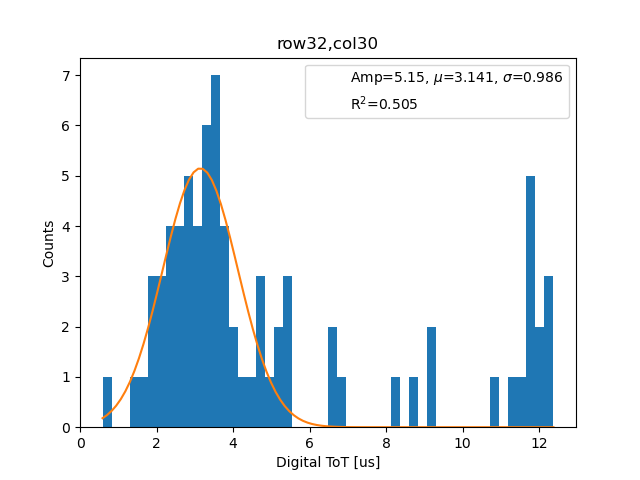 row32,col30
Amp=5.15, μ=3.141, σ=0.986
R²=0.505
Counts
7
6
5
4
3
2
1
0
0 2 4 6 8 10 12
Digital ToT [us]